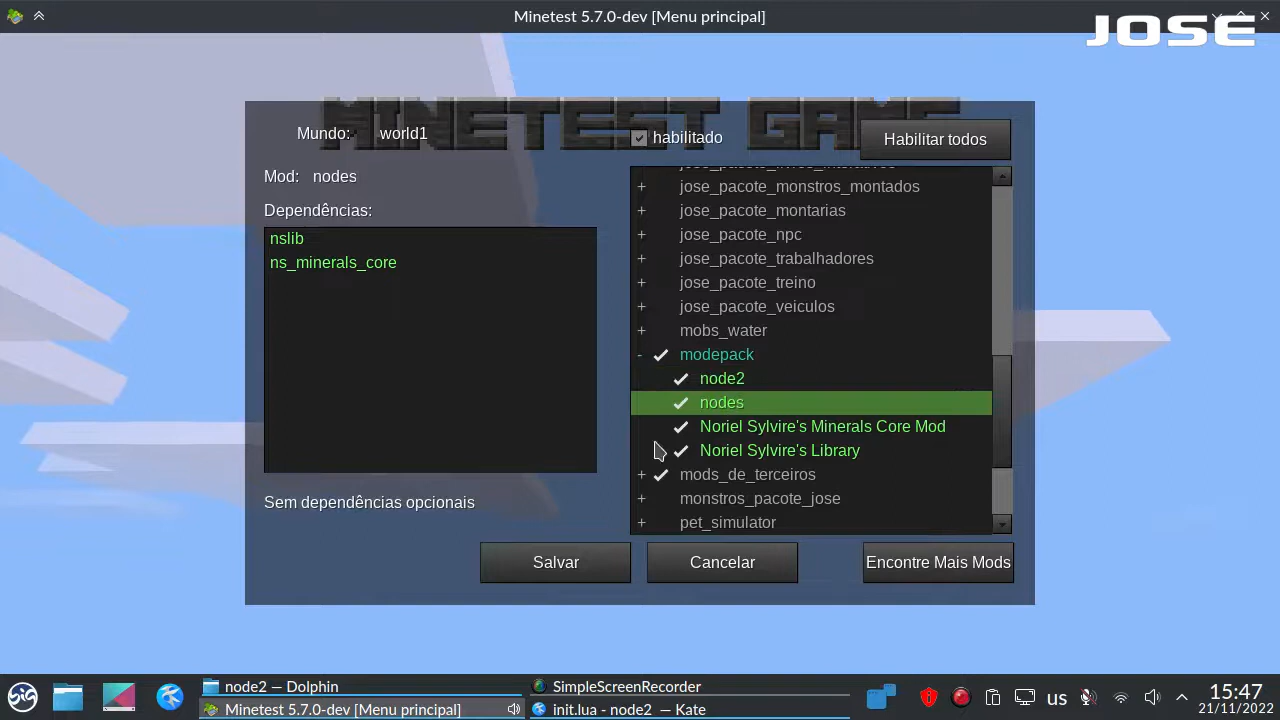 Minetest 5.7.0-dev [Menu principal]
JOSE
MINETEST GAME
Mundo: world1
habilitado
Habilitar todos
Mod: nodes
Dependências:
nslib
ns_minerals_core
Sem dependências opcionais
+ jose_pacote_monstros_montados
+ jose_pacote_montarias
+ jose_pacote_npc
+ jose_pacote_trabalhadores
+ jose_pacote_treino
+ jose_pacote_veiculos
+ mobs_water
- modepack
node2
nodes
Noriel Sylvire's Minerals Core Mod
Noriel Sylvire's Library
+ mods_de_terceiros
+ monstros_pacote_jose
+ pet_simulator
Salvar
Cancelar
Encontre Mais Mods
node2 — Dolphin
SimpleScreenRecorder
Minetest 5.7.0-dev [Menu principal]
init.lua - node2 — Kate
us
15:47
21/11/2022